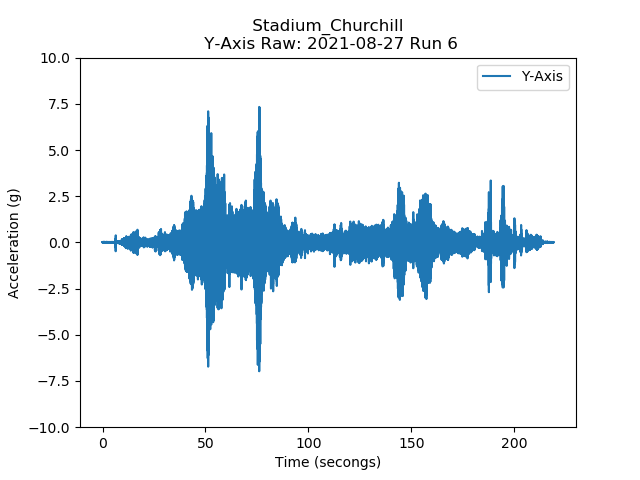 Stadium_Churchill
Y-Axis Raw: 2021-08-27 Run 6
Y-Axis
Acceleration (g)
10.0
7.5
5.0
2.5
0.0
−2.5
−5.0
−7.5
−10.0
0
50
100
150
200
Time (secongs)